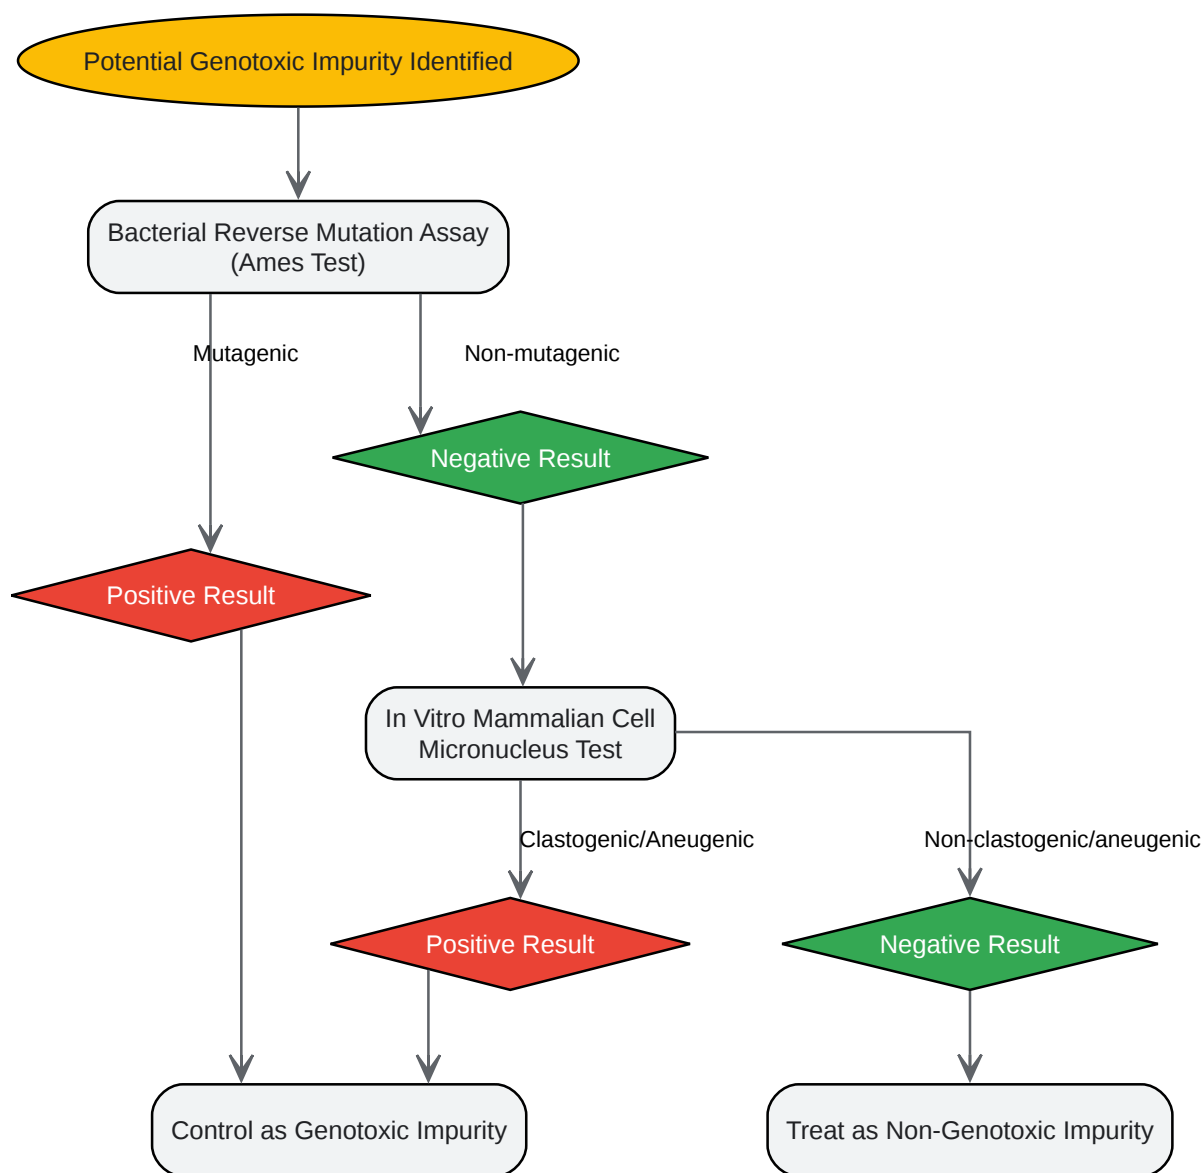 Potential Genotoxic Impurity Identified
Bacterial Reverse Mutation Assay
(Ames Test)
Mutagenic
Non-mutagenic
Negative Result
Positive Result
In Vitro Mammalian Cell
Micronucleus Test
Clastogenic/Aneugenic
Non-clastogenic/aneugenic
Positive Result
Negative Result
Control as Genotoxic Impurity
Treat as Non-Genotoxic Impurity